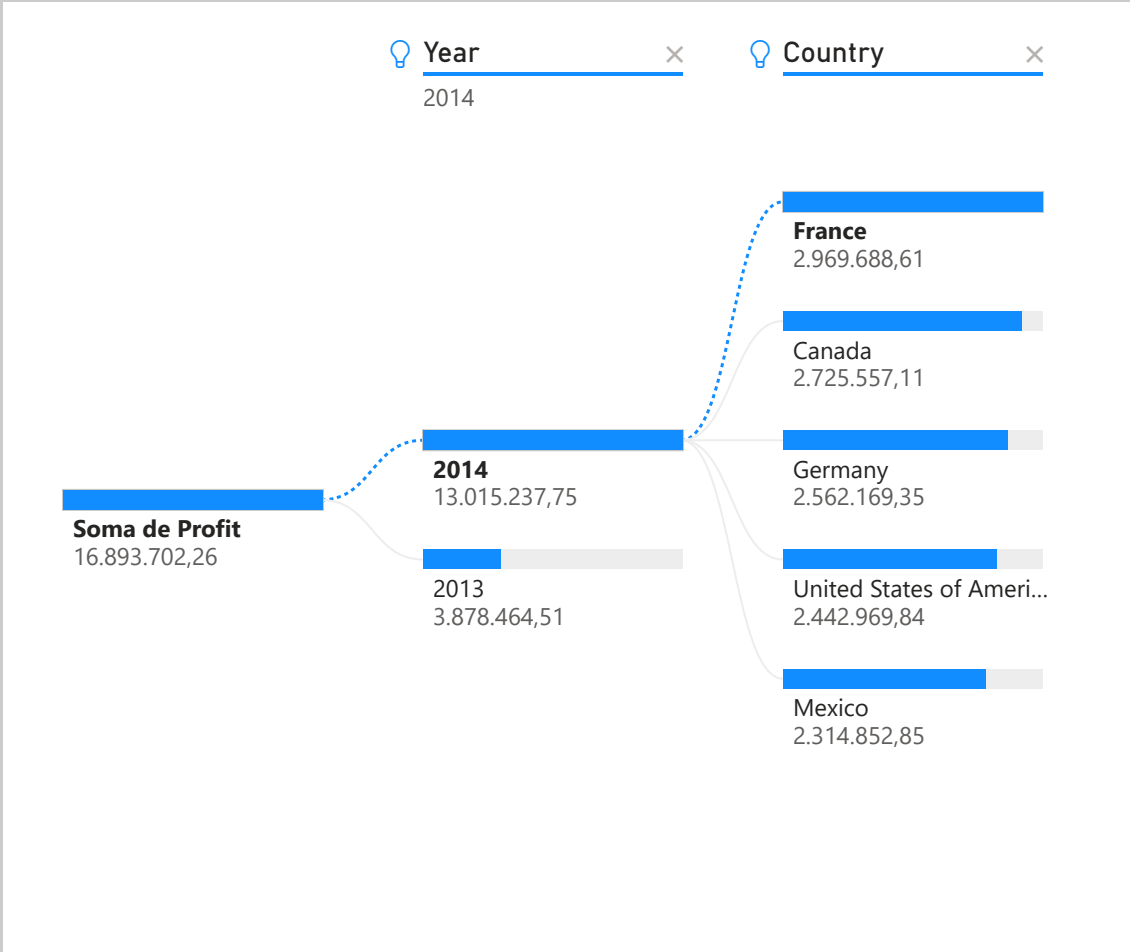 Year
2014
Country
Soma de Profit
16.893.702,26
2014
13.015.237,75
2013
3.878.464,51
France
2.969.688,61
Canada
2.725.557,11
Germany
2.562.169,35
United States of Ameri...
2.442.969,84
Mexico
2.314.852,85